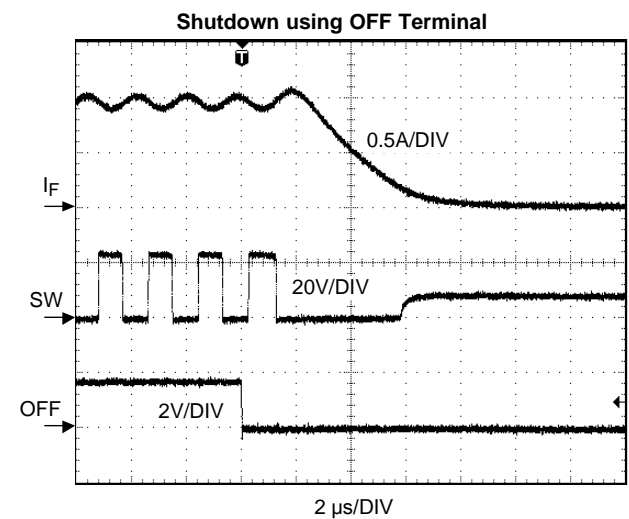 Shutdown using OFF Terminal
T
0.5A/DIV
IF
20V/DIV
SW
OFF
2V/DIV
2 µs/DIV